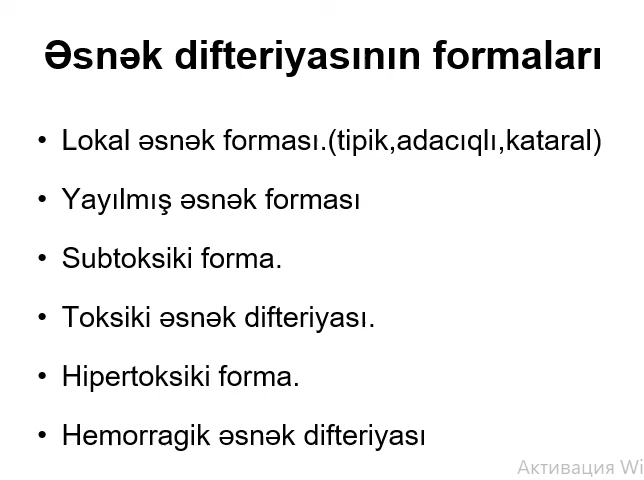 Əsnək difteriyasının formaları
• Lokal əsnək forması.(tipik,adacıqlı,kataral)
• Yayılmış əsnək forması
• Subtoksiki forma.
• Toksiki əsnək difteriyası.
• Hipertoksiki forma.
• Hemorragik əsnək difteriyası
Активация Wi